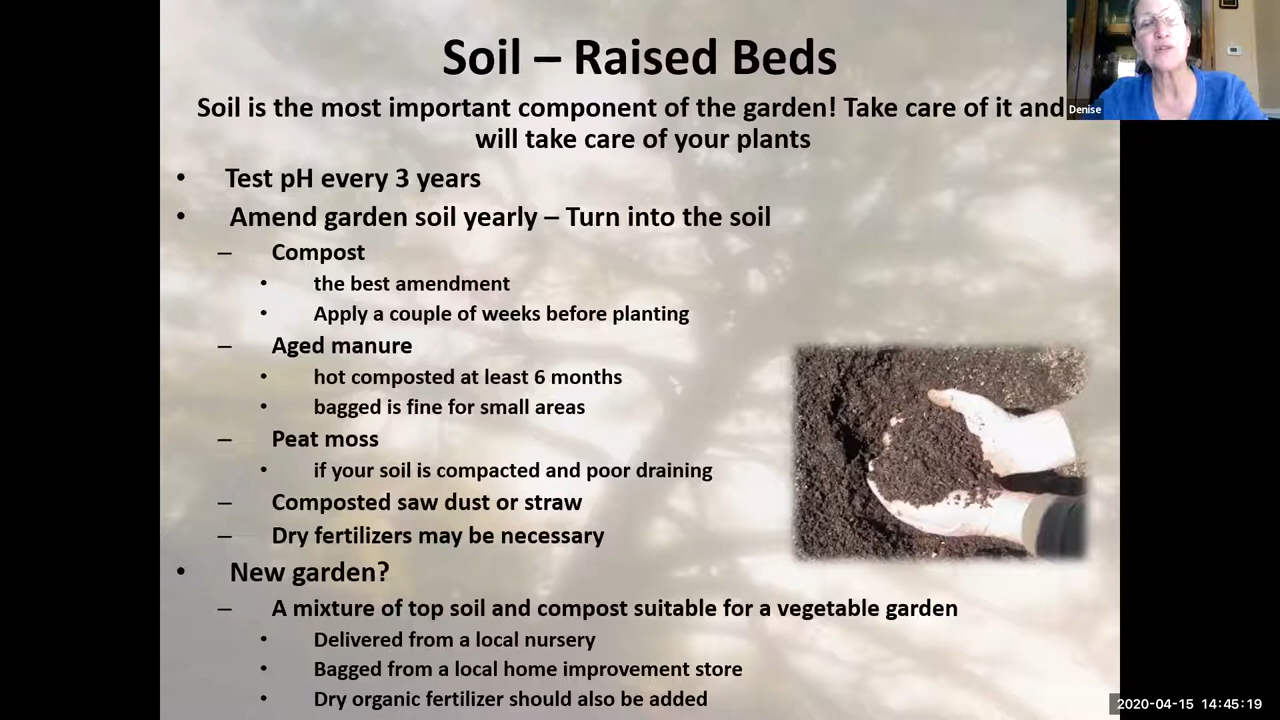 Soil – Raised Beds
Soil is the most important component of the garden! Take care of it and
will take care of your plants
• Test pH every 3 years
• Amend garden soil yearly – Turn into the soil
– Compost
• the best amendment
• Apply a couple of weeks before planting
– Aged manure
• hot composted at least 6 months
• bagged is fine for small areas
– Peat moss
• if your soil is compacted and poor draining
– Composted saw dust or straw
– Dry fertilizers may be necessary
• New garden?
– A mixture of top soil and compost suitable for a vegetable garden
• Delivered from a local nursery
• Bagged from a local home improvement store
• Dry organic fertilizer should also be added
Denise
2020-04-15 14:45:19